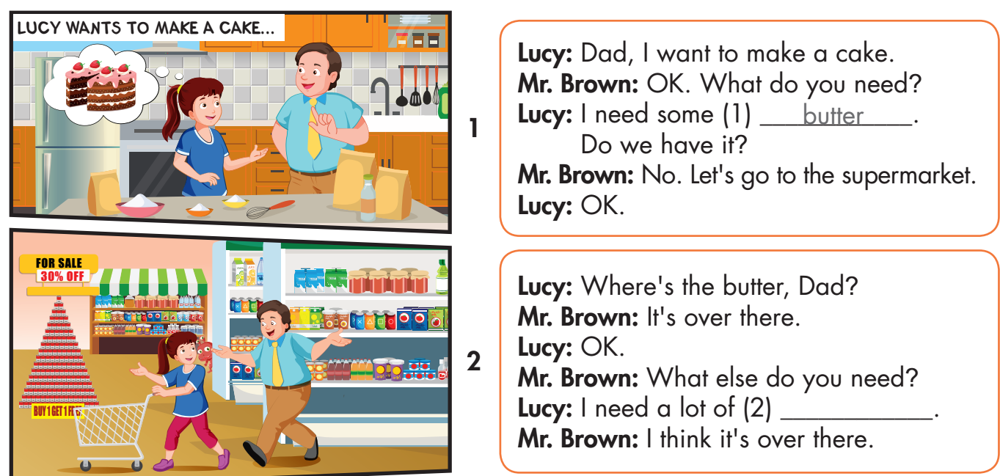 LUCY WANTS TO MAKE A CAKE...
1
Lucy: Dad, I want to make a cake.
Mr. Brown: OK. What do you need?
Lucy: I need some (1) ____butter____.
Do we have it?
Mr. Brown: No. Let's go to the supermarket.
Lucy: OK.
FOR SALE
30% OFF
BUY 1 GET 1 FREE
2
Lucy: Where's the butter, Dad?
Mr. Brown: It's over there.
Lucy: OK.
Mr. Brown: What else do you need?
Lucy: I need a lot of (2) ____________.
Mr. Brown: I think it's over there.